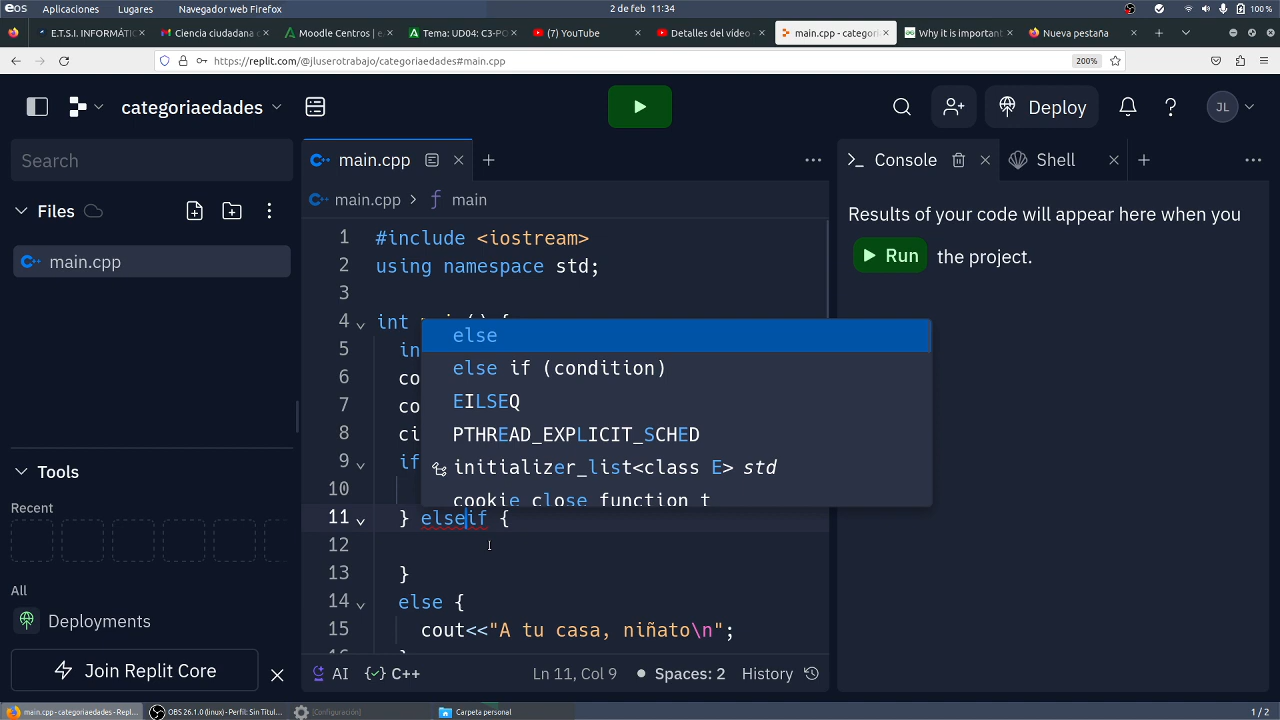 eos Aplicaciones Lugares Navegador web Firefox 2 de feb 11:34 100 %
E.T.S.I. INFORMÁTIC Ciencia ciudadana c Moodle Centros | e. Tema: UD04: C3-PO (7) YouTube Detalles del vídeo - main.cpp - categori Why it is important Nueva pestaña
https://replit.com/@jluserotrabajo/categoriaedades#main.cpp 200%
categoriaedades Deploy JL
Search main.cpp Console Shell
Files main.cpp main
main.cpp
Results of your code will appear here when you
Run the project.
1 #include <iostream>
2 using namespace std;
3
4 int () {
5 in
6 co
7 co
8 ci
9 if
10
else
else if (condition)
EILSEQ
PTHREAD_EXPLICIT_SCHED
initializer_list<class E> std
cookie_close_function_t
11 } elseif {
12
13 }
14 else {
15 cout<<"A tu casa, niñato\n";
Tools
Recent
All
Deployments
Join Replit Core
AI C++ Ln 11, Col 9 Spaces: 2 History
main.cpp - categoriaedades - Repl... OBS 26.1.0 (linux) - Perfil: Sin Títul... [Configuración] Carpeta personal 1 / 2